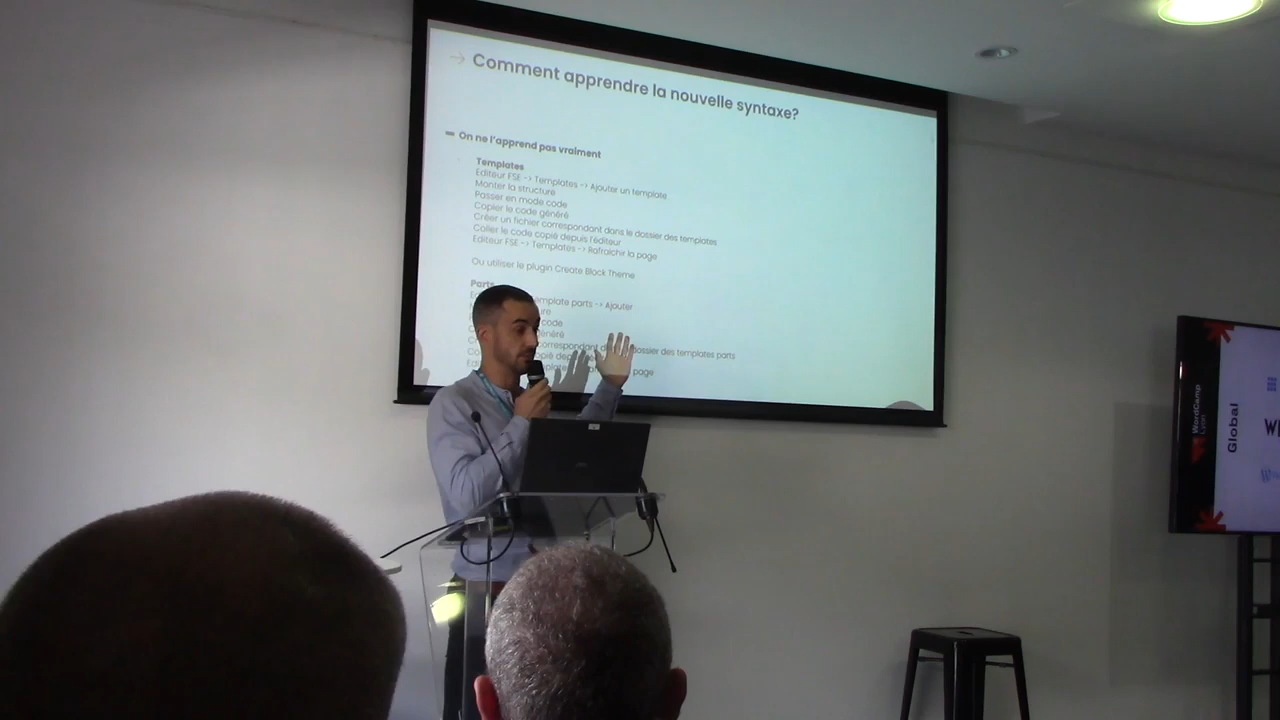 → Comment apprendre la nouvelle syntaxe?
On ne l'apprend pas vraiment
Templates
Editeur FSE -> Templates -> Ajouter un template
Monter la structure
Passer en mode code
Copier le code généré
Créer un fichier correspondant dans le dossier des templates
Coller le code copié depuis l'éditeur
Editeur FSE -> Templates -> Rafraichir la page
Ou utiliser le plugin Create Block Theme
Parts
template parts -> Ajouter
code
généré
correspondant dossier des templates parts
copié
page
WordCamp
Lyon
Global